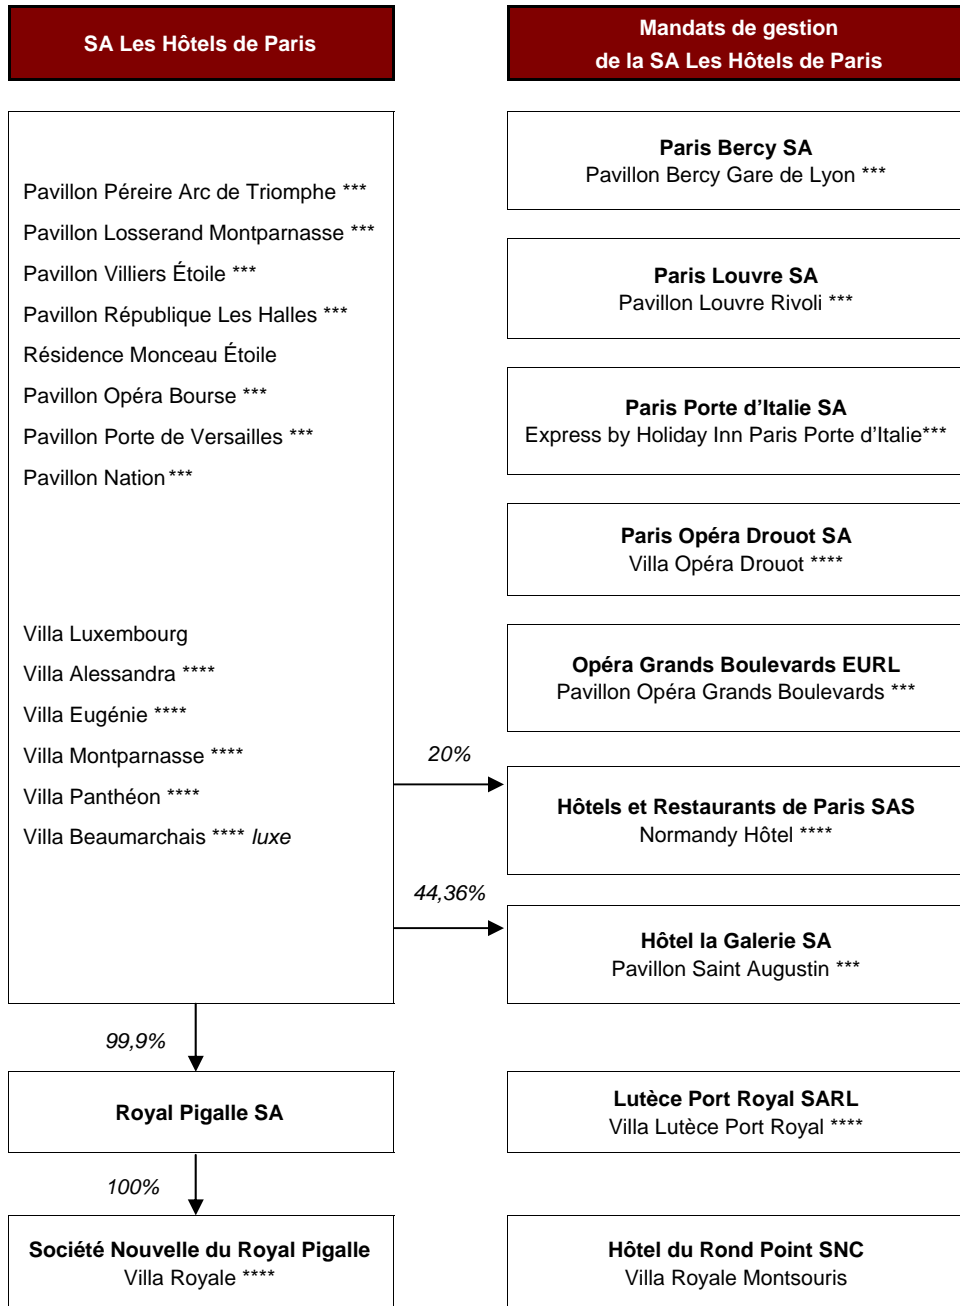 SA Les Hôtels de Paris
Pavillon Péreire Arc de Triomphe ***
Pavillon Losserand Montparnasse ***
Pavillon Villiers Étoile ***
Pavillon République Les Halles ***
Résidence Monceau Étoile
Pavillon Opéra Bourse ***
Pavillon Porte de Versailles ***
Pavillon Nation ***
Villa Luxembourg
Villa Alessandra ****
Villa Eugénie ****
Villa Montparnasse ****
Villa Panthéon ****
Villa Beaumarchais **** luxe
20%
44,36%
99,9%
Royal Pigalle SA
100%
Société Nouvelle du Royal Pigalle
Villa Royale ****
Mandats de gestion
de la SA Les Hôtels de Paris
Paris Bercy SA
Pavillon Bercy Gare de Lyon ***
Paris Louvre SA
Pavillon Louvre Rivoli ***
Paris Porte d’Italie SA
Express by Holiday Inn Paris Porte d’Italie***
Paris Opéra Drouot SA
Villa Opéra Drouot ****
Opéra Grands Boulevards EURL
Pavillon Opéra Grands Boulevards ***
Hôtels et Restaurants de Paris SAS
Normandy Hôtel ****
Hôtel la Galerie SA
Pavillon Saint Augustin ***
Lutèce Port Royal SARL
Villa Lutèce Port Royal ****
Hôtel du Rond Point SNC
Villa Royale Montsouris